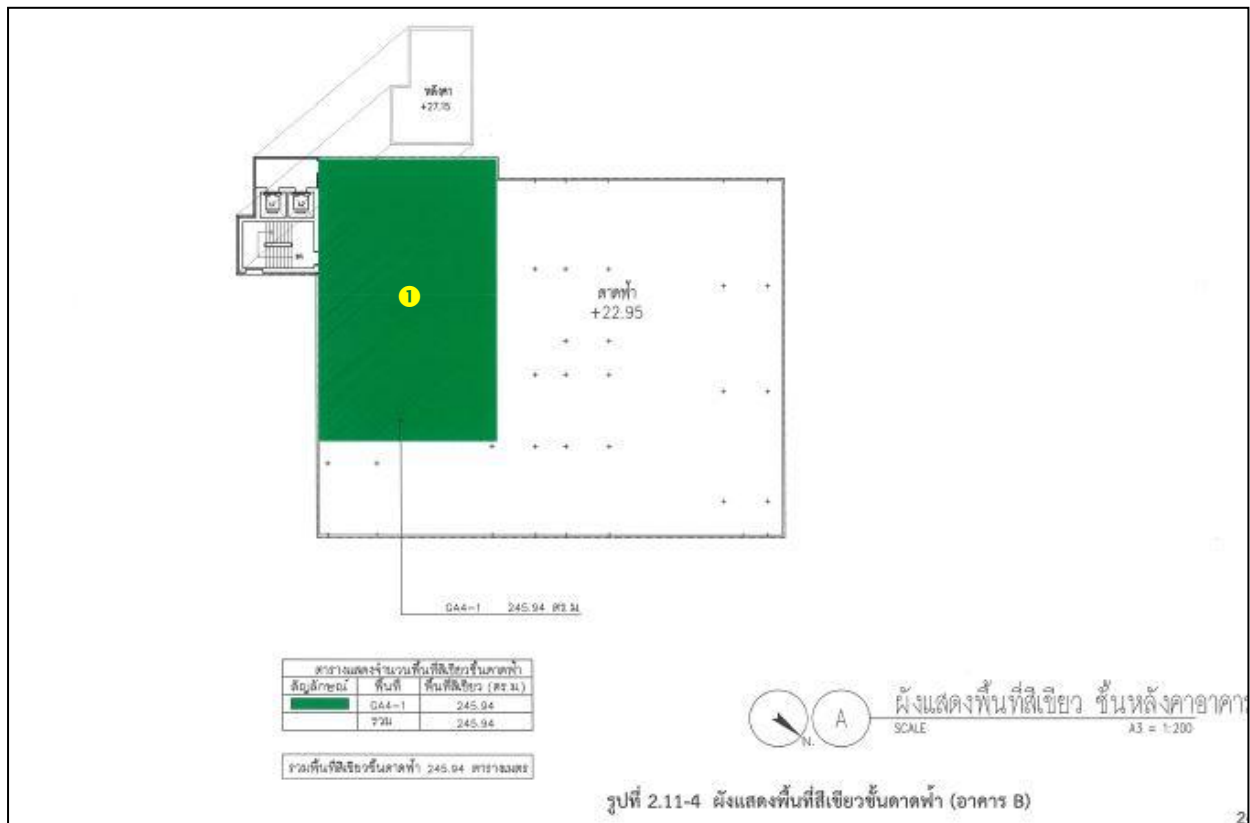 หลังคา
+27.15
1
ดาดฟ้า
+22.95
GA4-1 245.94 ตร.ม.
ตารางแสดงจำนวนพื้นที่สีเขียวชั้นดาดฟ้า
สัญลักษณ์ พื้นที่ พื้นที่สีเขียว (ตร.ม.)
GA4-1 245.94
รวม 245.94
รวมพื้นที่สีเขียวชั้นดาดฟ้า 245.94 ตารางเมตร
N.
A
ผังแสดงพื้นที่สีเขียว ชั้นหลังคาอาคาร
SCALE A3 = 1:200
รูปที่ 2.11-4 ผังแสดงพื้นที่สีเขียวชั้นดาดฟ้า (อาคาร B)
2